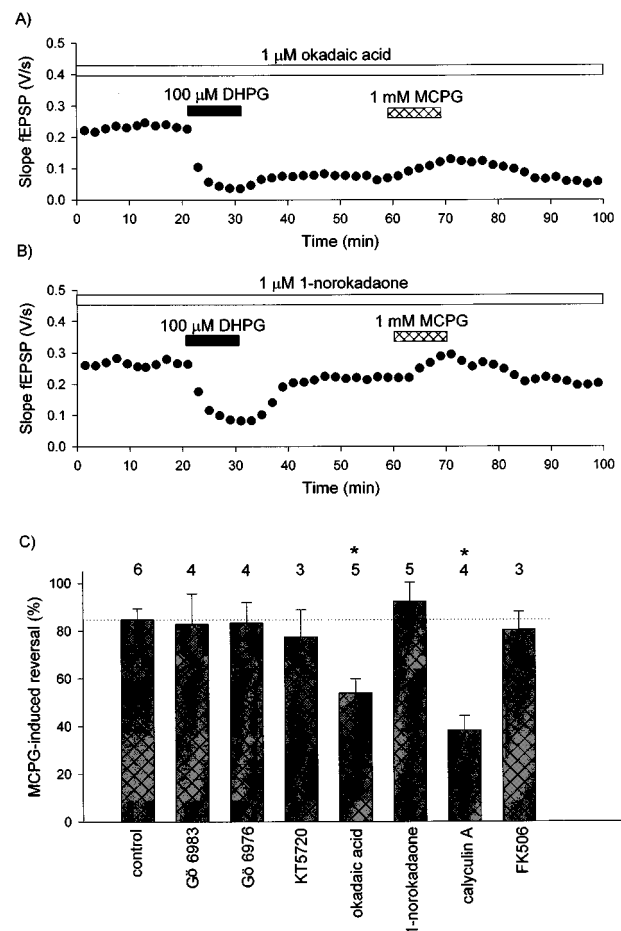 A)
1 µM okadaic acid
100 µM DHPG
1 mM MCPG
Slope fEPSP (V/s)
0.5
0.4
0.3
0.2
0.1
0.0
0 10 20 30 40 50 60 70 80 90 100
Time (min)
B)
1 µM 1-norokadaone
100 µM DHPG
1 mM MCPG
Slope fEPSP (V/s)
0.5
0.4
0.3
0.2
0.1
0.0
0 10 20 30 40 50 60 70 80 90 100
Time (min)
C)
* *
6 4 4 3 5 5 4 3
MCPG-induced reversal (%)
100
80
60
40
20
0
control
Gö 6983
Gö 6976
KT5720
okadaic acid
1-norokadaone
calyculin A
FK506